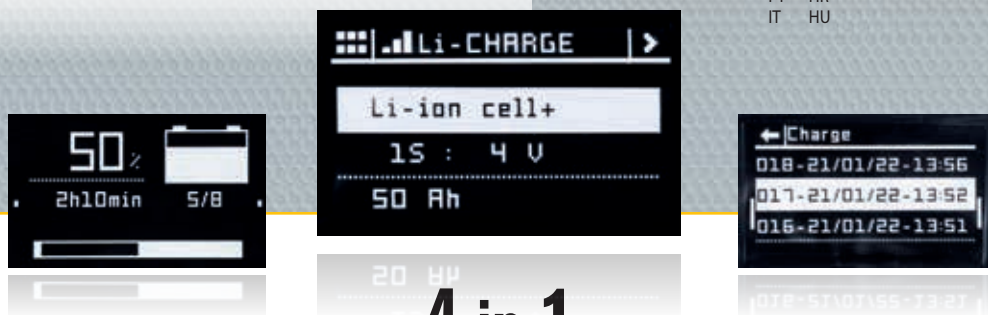 IT HU
Li-CHARGE
Li-ion cell+
1S : 4 V
50 Ah
50 %
2h10min 5/8
Charge
018-21/01/22-13:56
017-21/01/22-13:52
016-21/01/22-13:51
4 in 1